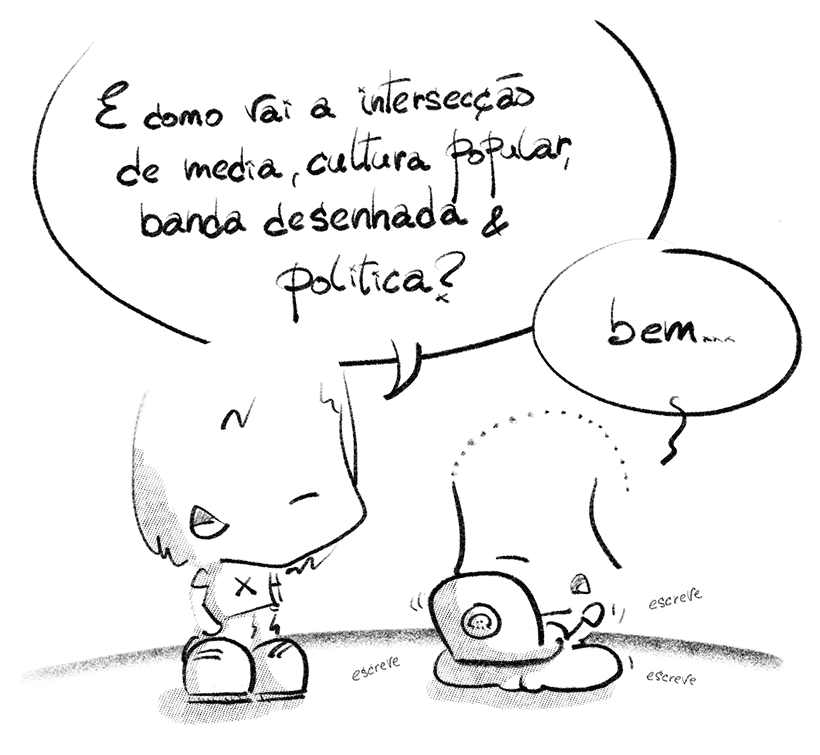 E como vai a intersecção
de media, cultura popular,
banda desenhada &
politica?
bem...
escreve
escreve
escreve